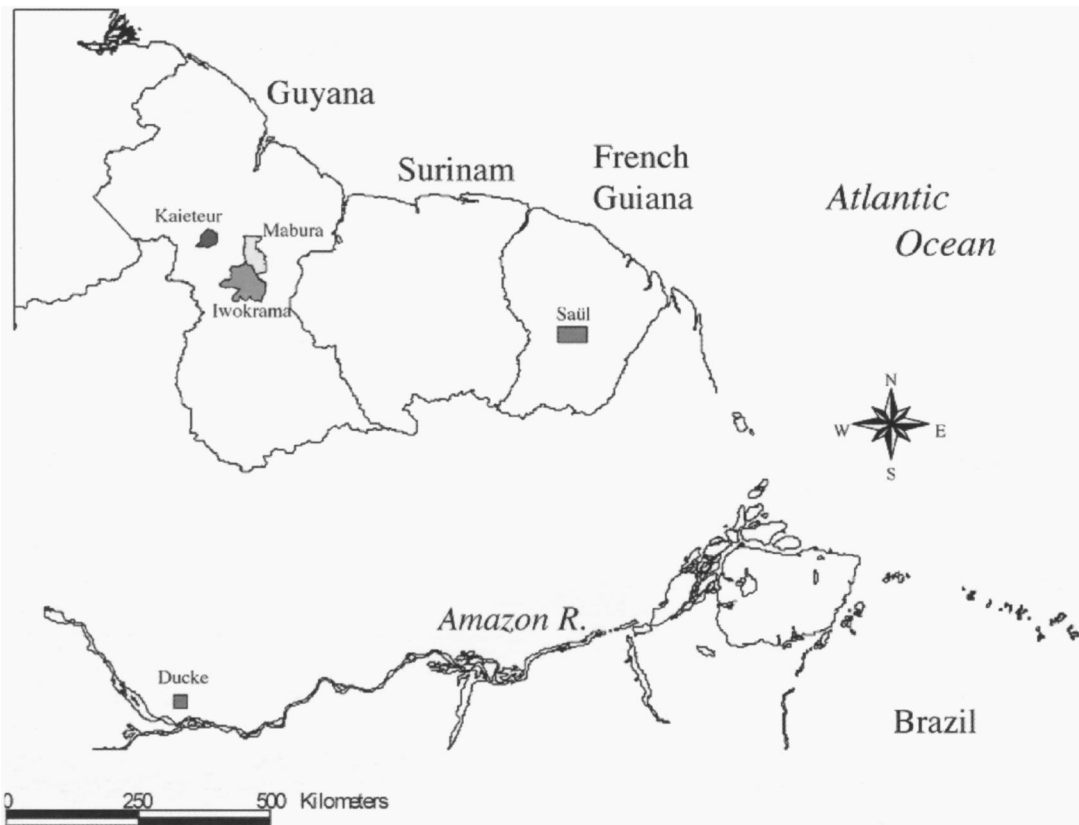 Guyana
Surinam
French
Guiana
Atlantic
Ocean
Kaieteur
Mabura
Iwokrama
Saül
N
W
E
S
Amazon R.
Ducke
Brazil
0 250 500 Kilometers